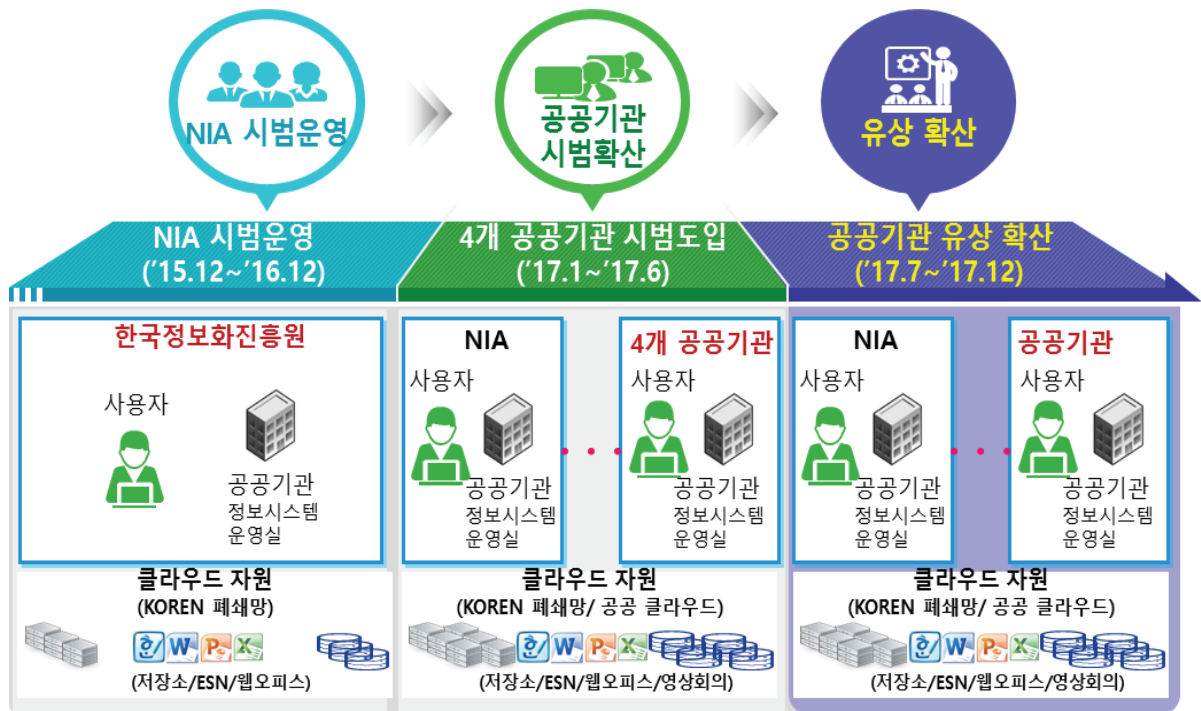 NIA 시범운영
공공기관
시범확산
유상 확산
NIA 시범운영
(’15.12~’16.12)
4개 공공기관 시범도입
(’17.1~’17.6)
공공기관 유상 확산
(’17.7~’17.12)
한국정보화진흥원
사용자
공공기관
정보시스템
운영실
클라우드 자원
(KOREN 폐쇄망)
(저장소/ESN/웹오피스)
NIA
사용자
공공기관
정보시스템
운영실
4개 공공기관
사용자
공공기관
정보시스템
운영실
클라우드 자원
(KOREN 폐쇄망/ 공공 클라우드)
(저장소/ESN/웹오피스/영상회의)
NIA
사용자
공공기관
정보시스템
운영실
공공기관
사용자
공공기관
정보시스템
운영실
클라우드 자원
(KOREN 폐쇄망/ 공공 클라우드)
(저장소/ESN/웹오피스/영상회의)